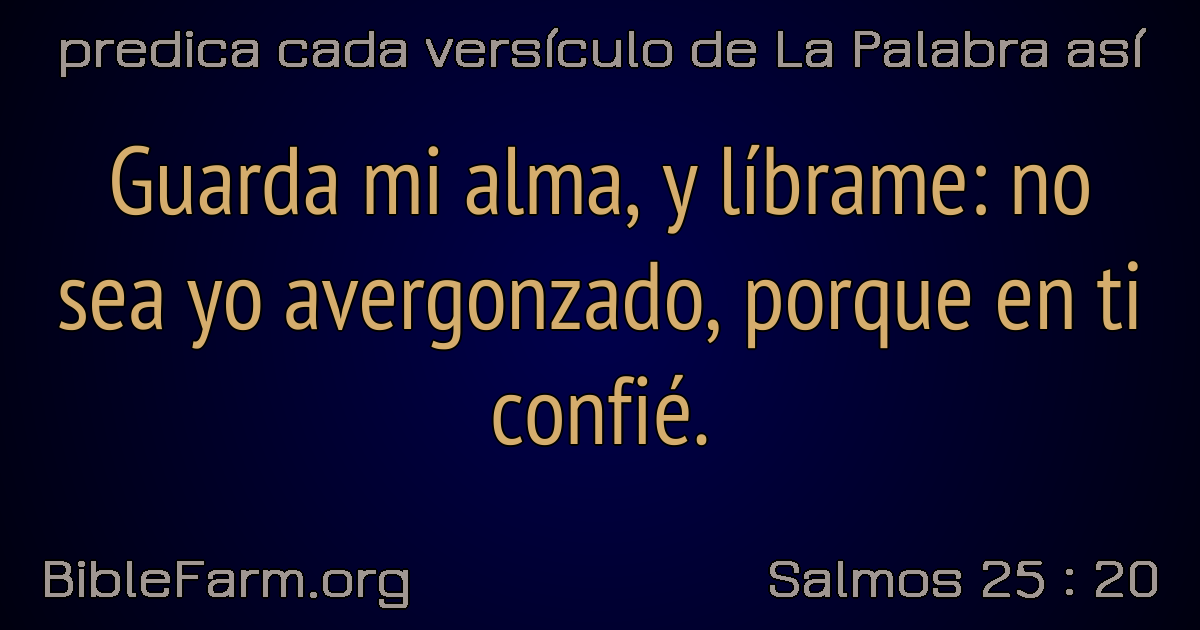 predica cada versículo de La Palabra así
Guarda mi alma, y líbrame: no
sea yo avergonzado, porque en ti
confié.
BibleFarm.org
Salmos 25 : 20